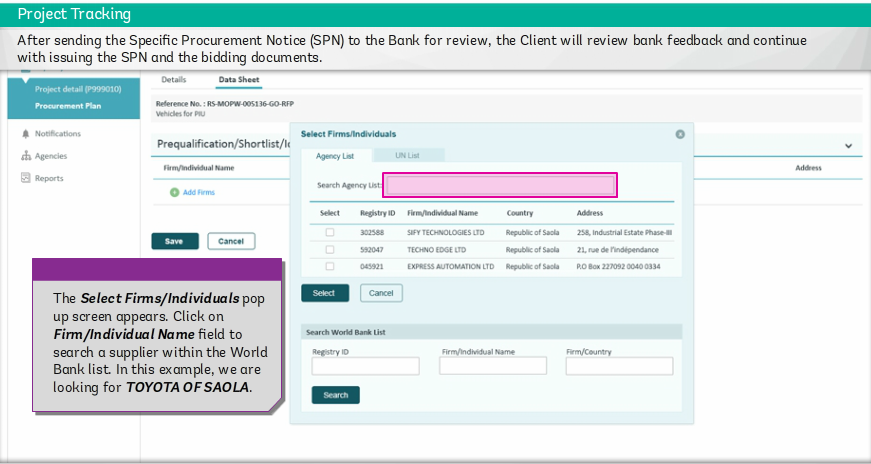 Project Tracking
After sending the Specific Procurement Notice (SPN) to the Bank for review, the Client will review bank feedback and continue
with issuing the SPN and the bidding documents.
Project detail (P999010)
Procurement Plan
Notifications
Agencies
Reports
Details Data Sheet
Reference No. : RS-MOPW-005136-GO-RFP
Vehicles for PIU
Prequalification/Shortlist/
Firm/Individual Name Address
Add Firms
Save Cancel
Select Firms/Individuals
Agency List UN List
Search Agency List:
Select Registry ID Firm/Individual Name Country Address
302588 SIFY TECHNOLOGIES LTD Republic of Saola 258, Industrial Estate Phase-III
592047 TECHNO EDGE LTD Republic of Saola 21, rue de l'indépendance
045921 EXPRESS AUTOMATION LTD Republic of Saola P.O Box 227092 0040 0334
Select Cancel
Search World Bank List
Registry ID Firm/Individual Name Firm/Country
Search
The Select Firms/Individuals pop
up screen appears. Click on
Firm/Individual Name field to
search a supplier within the World
Bank list. In this example, we are
looking for TOYOTA OF SAOLA.